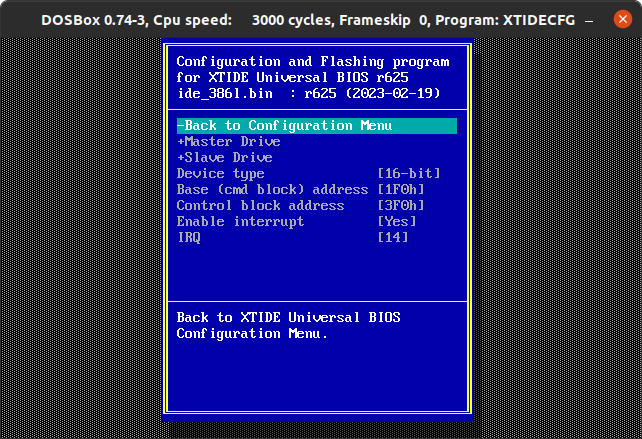 DOSBox 0.74-3, Cpu speed: 3000 cycles, Frameskip 0, Program: XTIDECFG
Configuration and Flashing program
for XTIDE Universal BIOS r625
ide_386l.bin : r625 (2023-02-19)
-Back to Configuration Menu
+Master Drive
+Slave Drive
Device type [16-bit]
Base (cmd block) address [1F0h]
Control block address [3F0h]
Enable interrupt [Yes]
IRQ [14]
Back to XTIDE Universal BIOS
Configuration Menu.